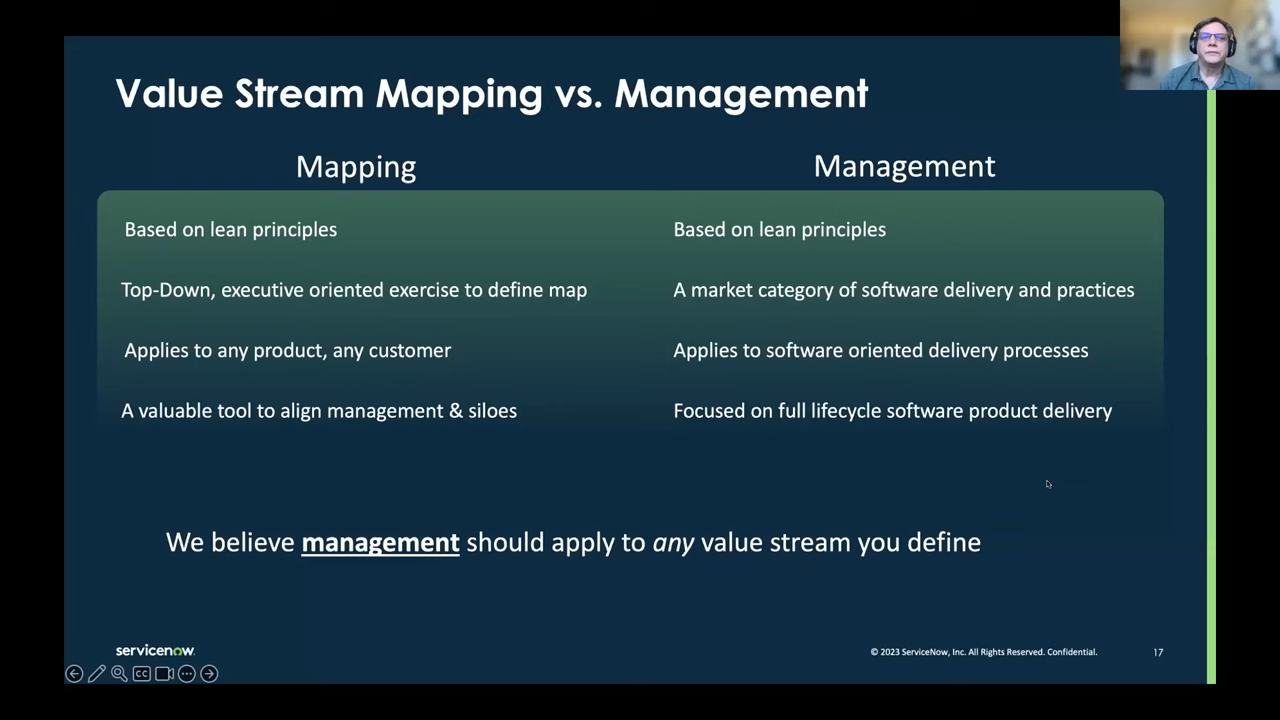 Value Stream Mapping vs. Management
Mapping
Management
Based on lean principles
Based on lean principles
Top-Down, executive oriented exercise to define map
A market category of software delivery and practices
Applies to any product, any customer
Applies to software oriented delivery processes
A valuable tool to align management & siloes
Focused on full lifecycle software product delivery
We believe management should apply to any value stream you define
servicenow
© 2023 ServiceNow, Inc. All Rights Reserved. Confidential.
17
CC